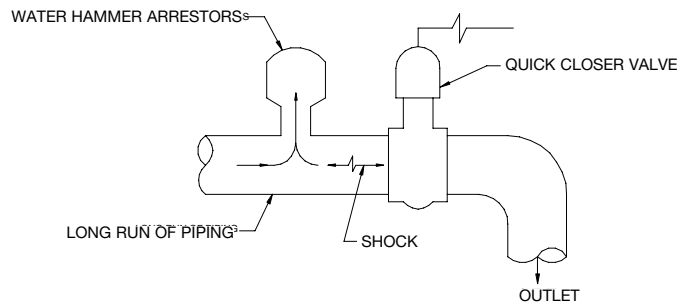 WATER HAMMER ARRESTORS
QUICK CLOSER VALVE
LONG RUN OF PIPING
SHOCK
OUTLET